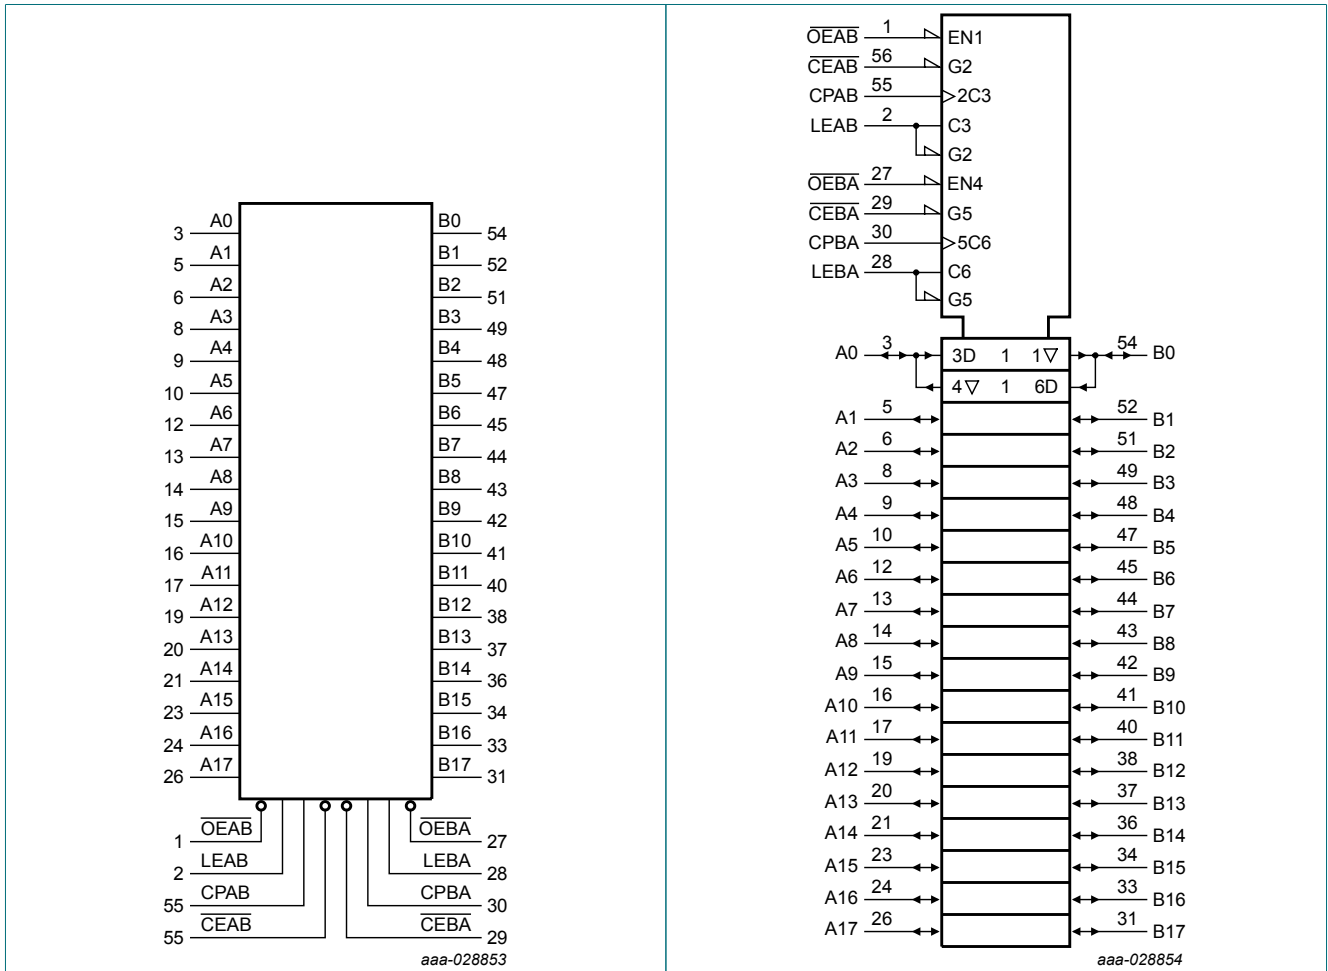 A0 B0
3 54
A1 B1
5 52
A2 B2
6 51
A3 B3
8 49
A4 B4
9 48
A5 B5
10 47
A6 B6
12 45
A7 B7
13 44
A8 B8
14 43
A9 B9
15 42
A10 B10
16 41
A11 B11
17 40
A12 B12
19 38
A13 B13
20 37
A14 B14
21 36
A15 B15
23 34
A16 B16
24 33
A17 B17
26 31
OEAB OEBA
1 27
LEAB LEBA
2 28
CPAB CPBA
55 30
CEAB CEBA
55 29
aaa-028853
OEAB 1 EN1
CEAB 56 G2
CPAB 55 2C3
LEAB 2 C3
G2
OEBA 27 EN4
CEBA 29 G5
CPBA 30 5C6
LEBA 28 C6
G5
A0 3 3D 1 1▽ 54 B0
4▽ 1 6D
A1 5 52 B1
A2 6 51 B2
A3 8 49 B3
A4 9 48 B4
A5 10 47 B5
A6 12 45 B6
A7 13 44 B7
A8 14 43 B8
A9 15 42 B9
A10 16 41 B10
A11 17 40 B11
A12 19 38 B12
A13 20 37 B13
A14 21 36 B14
A15 23 34 B15
A16 24 33 B16
A17 26 31 B17
aaa-028854